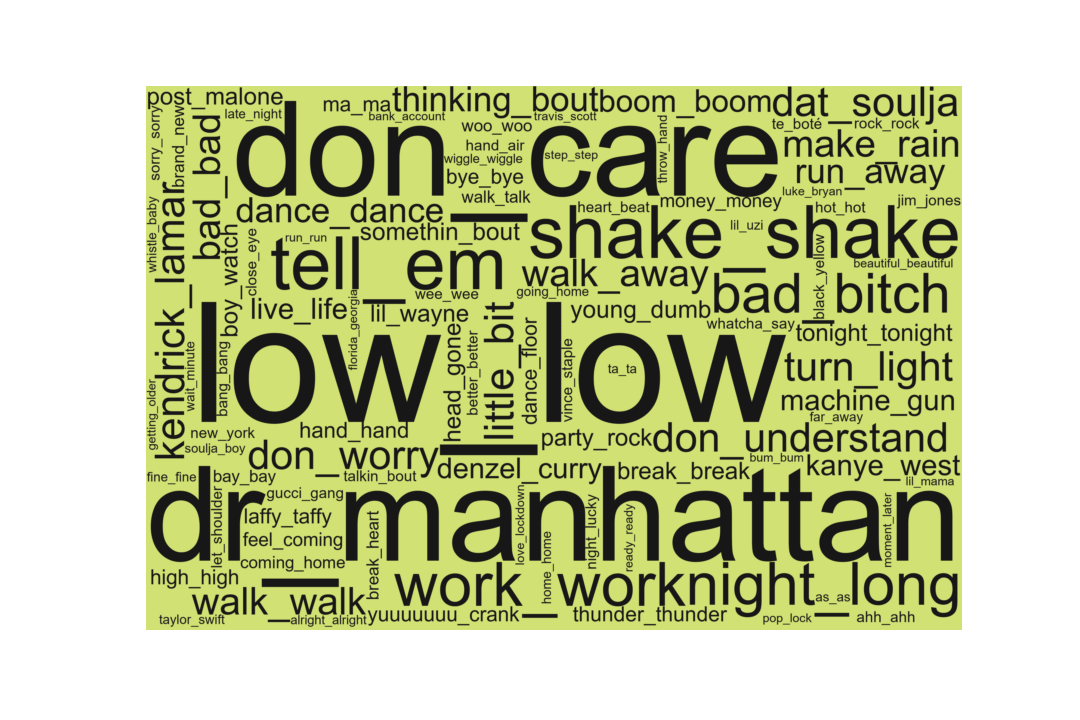 post_malone
ma_ma
thinking_bout
boom_boom
dat_soulja
late_night
bank_account
travis_scott
te_boté
rock_rock
sorry_sorry
brand_new
bad_bad
don_care
woo_woo
hand_air
wiggle_wiggle
step_step
throw_hand
make_rain
bye_bye
run_away
walk_talk
luke_bryan
whistle_baby
kendrick_lamar
dance_dance
heart_beat
money_money
hot_hot
jim_jones
boy_watch
close_eye
run_run
somethin_bout
shake_shake
lil_uzi
tell_em
walk_away
black_yellow
beautiful_beautiful
wee_wee
going_home
bad_bitch
live_life
florida_georgia
lil_wayne
little_bit
young_dumb
whatcha_say
tonight_tonight
low_low
wait_minute
bang_bang
head_gone
better_better
dance_floor
vince_staple
ta_ta
turn_light
getting_older
machine_gun
far_away
new_york
hand_hand
soulja_boy
party_rock
don_understand
don_worry
denzel_curry
break_break
bum_bum
kanye_west
fine_fine
bay_bay
talkin_bout
lil_mama
dr_manhattan
let_shoulder
gucci_gang
laffy_taffy
feel_coming
coming_home
break_heart
love_lockdown
home_home
night_lucky
ready_ready
moment_later
high_high
work_work
night_long
as_as
walk_walk
taylor_swift
alright_alright
yuuuuuuu_crank
thunder_thunder
pop_lock
ahh_ahh